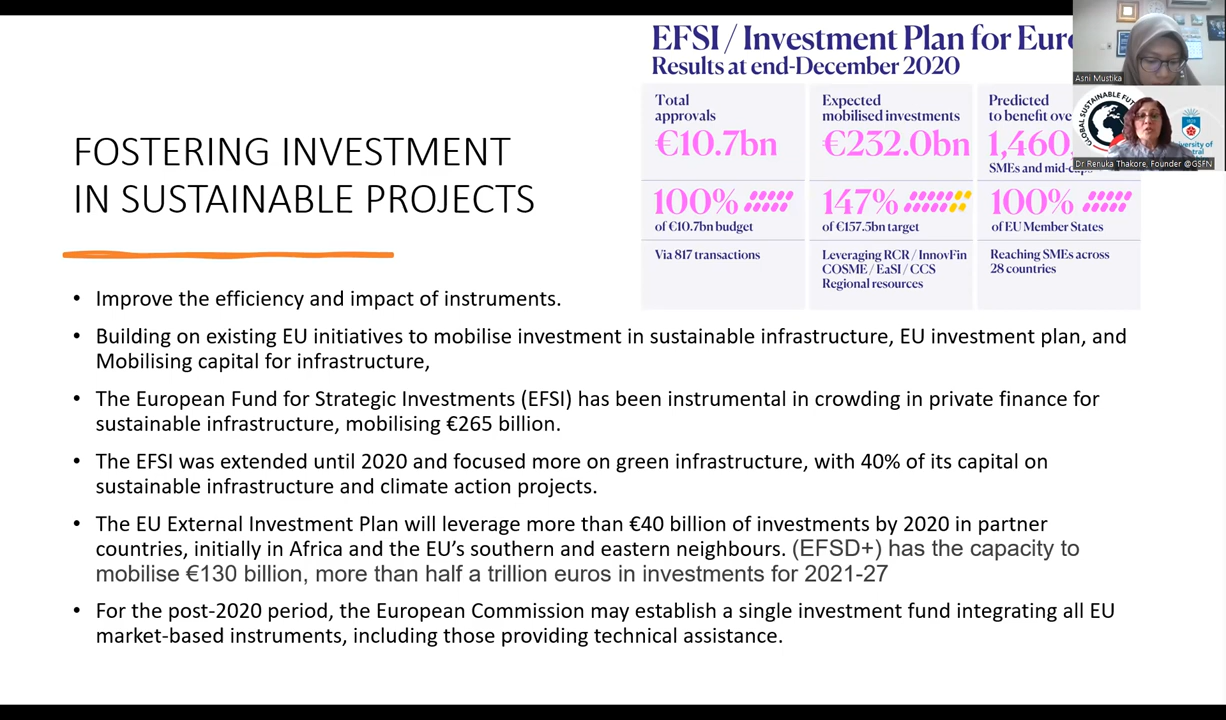 EFSI / Investment Plan for Euro
Results at end-December 2020
Total
approvals
€10.7bn
100%
of €10.7bn budget
Via 817 transactions
Expected
mobilised investments
€232.0bn
147%
of €157.5bn target
Leveraging RCR / InnovFin
COSME / EaSI / CCS
Regional resources
Predicted
to benefit over
1,460,
SMEs and mid-caps
100%
of EU Member States
Reaching SMEs across
28 countries
Asni Mustika
GLOBAL SUSTAINABLE FUT
Dr Renuka Thakore, Founder @GSFN
FOSTERING INVESTMENT
IN SUSTAINABLE PROJECTS
• Improve the efficiency and impact of instruments.
• Building on existing EU initiatives to mobilise investment in sustainable infrastructure, EU investment plan, and
Mobilising capital for infrastructure,
• The European Fund for Strategic Investments (EFSI) has been instrumental in crowding in private finance for
sustainable infrastructure, mobilising €265 billion.
• The EFSI was extended until 2020 and focused more on green infrastructure, with 40% of its capital on
sustainable infrastructure and climate action projects.
• The EU External Investment Plan will leverage more than €40 billion of investments by 2020 in partner
countries, initially in Africa and the EU’s southern and eastern neighbours. (EFSD+) has the capacity to
mobilise €130 billion, more than half a trillion euros in investments for 2021-27
• For the post-2020 period, the European Commission may establish a single investment fund integrating all EU
market-based instruments, including those providing technical assistance.